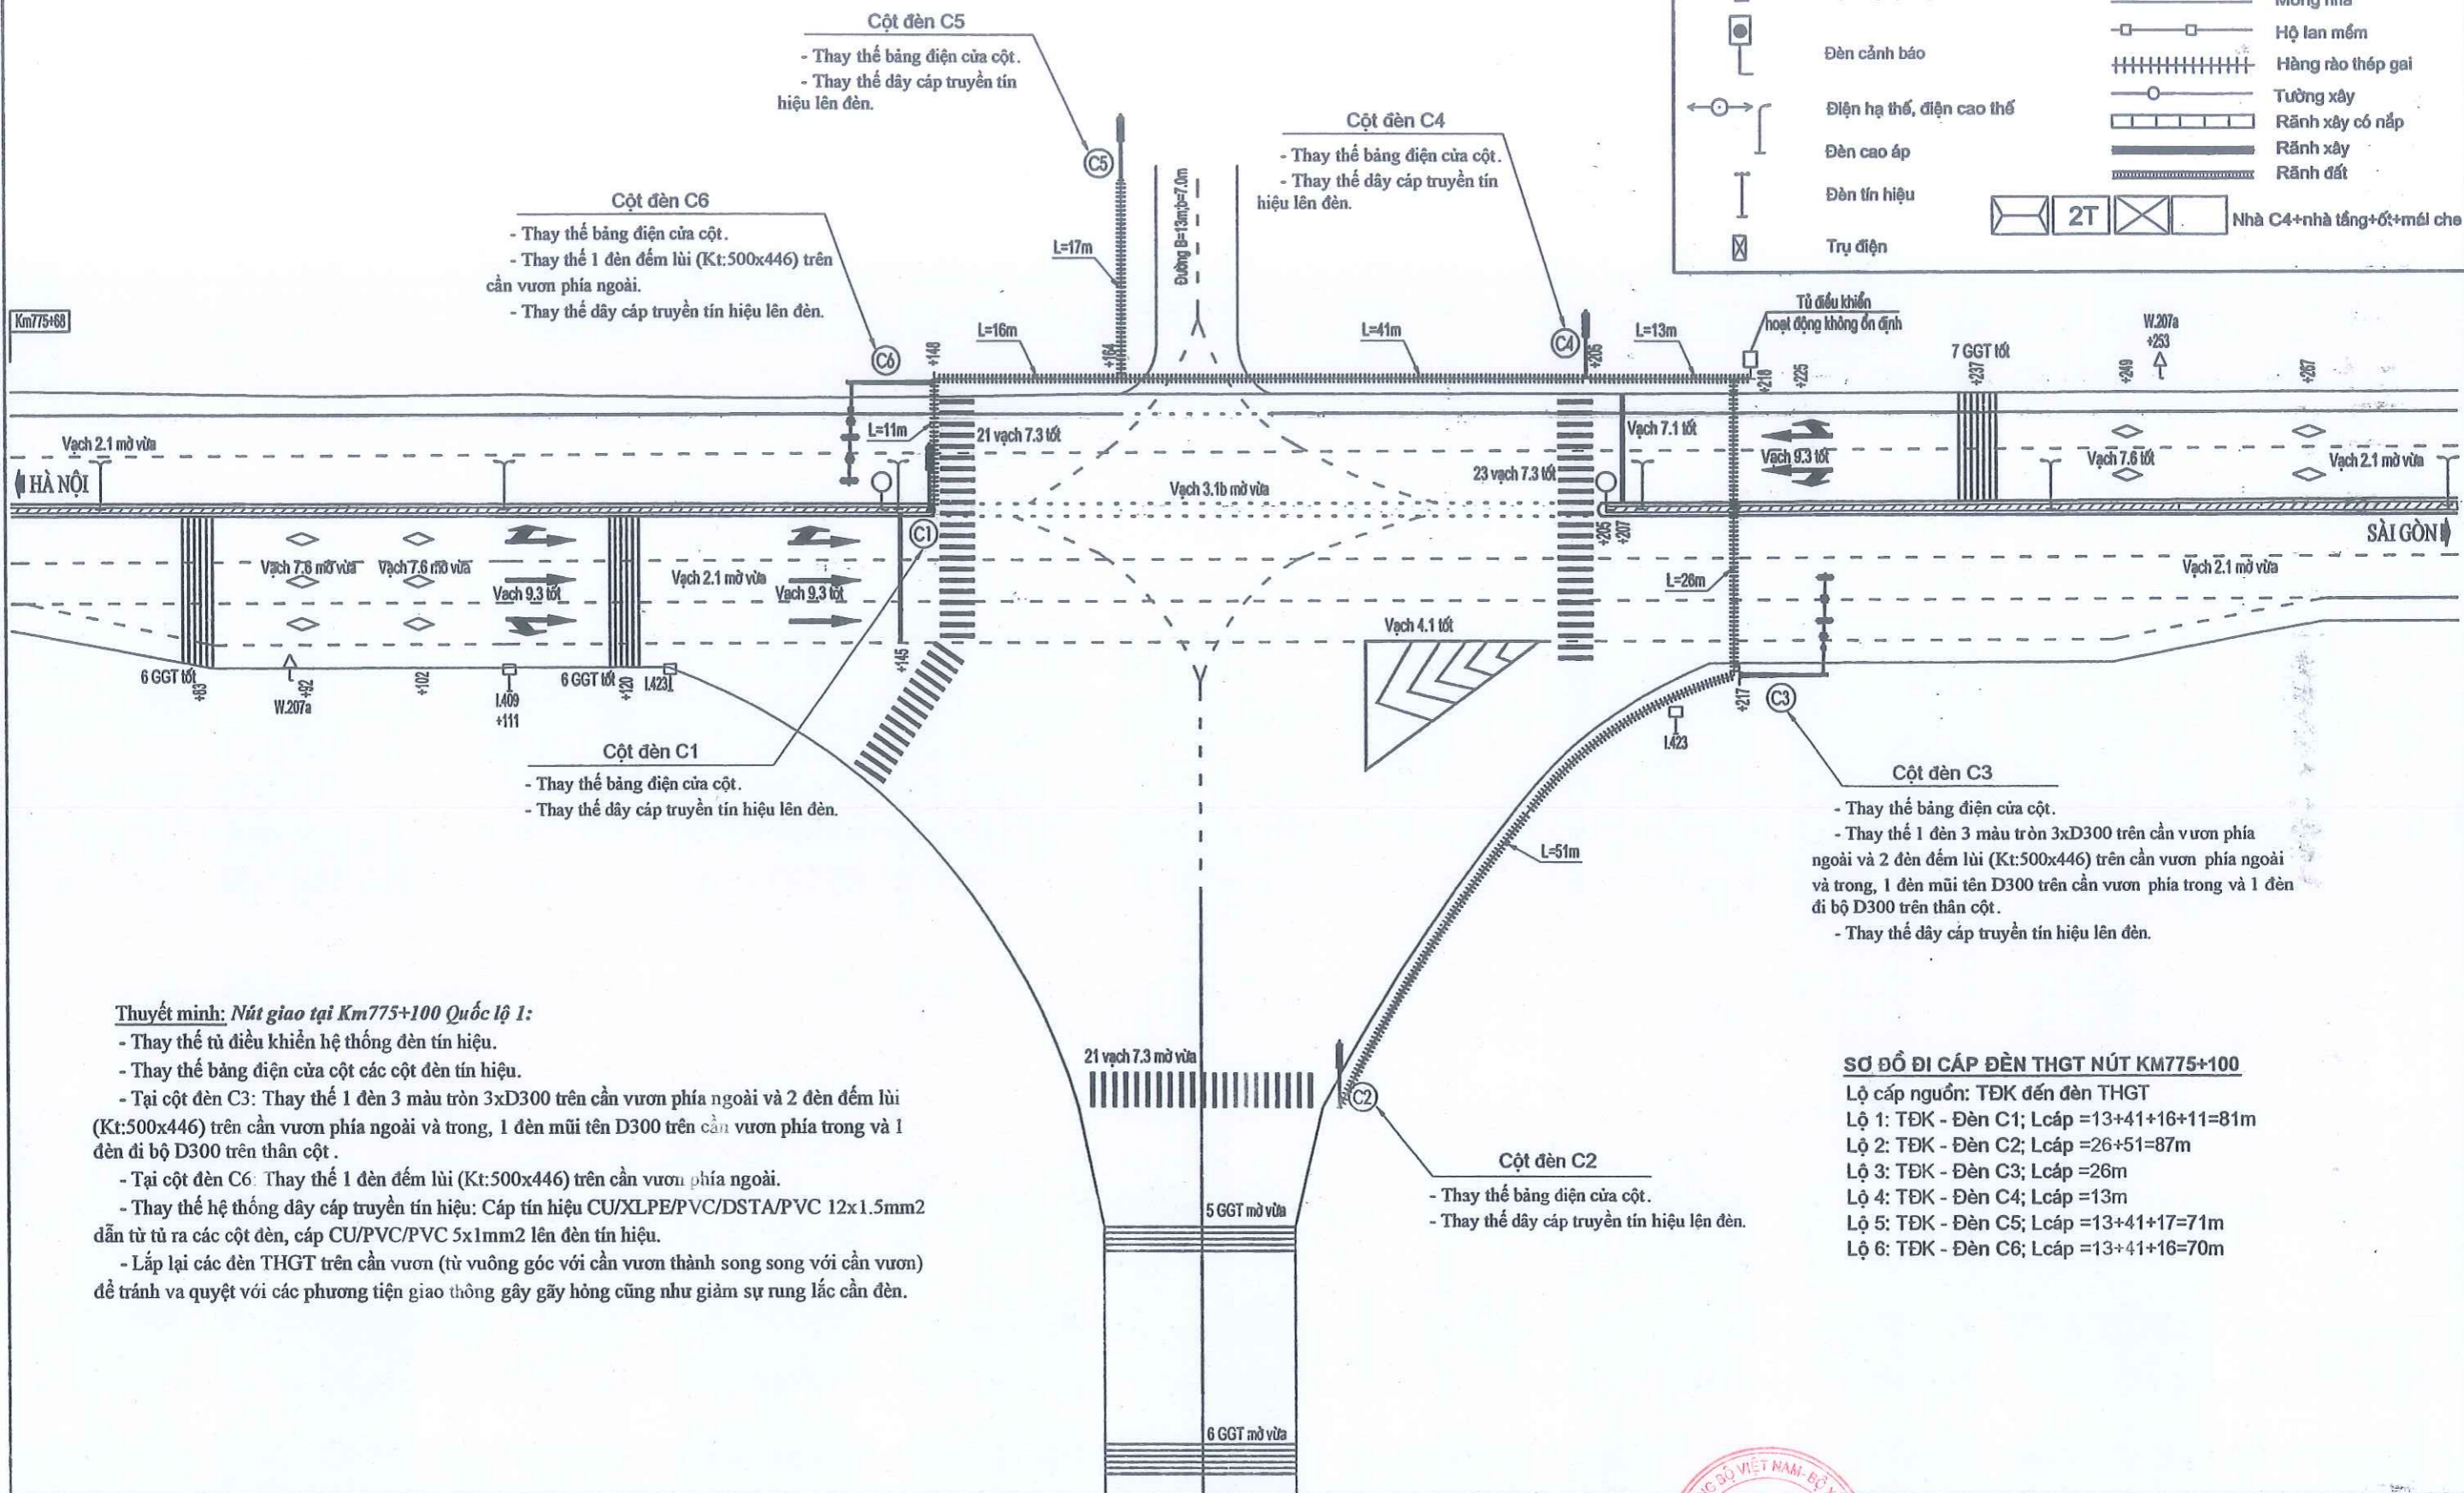 Cột đèn C5
- Thay thế bảng điện cửa cột.
- Thay thế dây cáp truyền tín
hiệu lên đèn.
Cột đèn C4
- Thay thế bảng điện cửa cột.
- Thay thế dây cáp truyền tín
hiệu lên đèn.
Cột đèn C6
- Thay thế bảng điện cửa cột.
- Thay thế 1 đèn đếm lùi (Kt:500x446) trên
cần vươn phía ngoài.
- Thay thế dây cáp truyền tín hiệu lên đèn.
Móng nhà
Hộ lan mềm
Đèn cảnh báo
Hàng rào thép gai
Tường xây
Điện hạ thế, điện cao thế
Rãnh xây có nắp
Đèn cao áp
Rãnh xây
Rãnh đất
Đèn tín hiệu
2T
Nhà C4+nhà tầng+ốt+mái che
Trụ điện
Km775+68
C5
L=17m
Đường B=13m;b=7.0m
C6
+148
L=16m
+164
L=41m
C4
+205
L=13m
Tủ điều khiển
hoạt động không ổn định
+218
+225
7 GGT tốt
+237
+249
W.207a
+253
+267
Vạch 2.1 mờ vừa
HÀ NỘI
L=11m
21 vạch 7.3 tốt
Vạch 3.1b mờ vừa
23 vạch 7.3 tốt
Vạch 7.1 tốt
Vạch 9.3 tốt
Vạch 7.6 tốt
Vạch 2.1 mờ vừa
C1
+205
+207
SÀI GÒN
Vạch 7.6 mờ vừa
Vạch 7.6 mờ vừa
Vạch 9.3 tốt
Vạch 2.1 mờ vừa
Vạch 9.3 tốt
L=26m
Vạch 2.1 mờ vừa
Vạch 4.1 tốt
6 GGT tốt
+83
W.207a
+92
+102
I.409
+111
6 GGT tốt
+120
I.423
+145
+217
C3
I.423
Cột đèn C1
- Thay thế bảng điện cửa cột.
- Thay thế dây cáp truyền tín hiệu lên đèn.
Cột đèn C3
- Thay thế bảng điện cửa cột.
- Thay thế 1 đèn 3 màu tròn 3xD300 trên cần vươn phía
ngoài và 2 đèn đếm lùi (Kt:500x446) trên cần vươn phía ngoài
và trong, 1 đèn mũi tên D300 trên cần vươn phía trong và 1 đèn
đi bộ D300 trên thân cột.
- Thay thế dây cáp truyền tín hiệu lên đèn.
L=51m
Thuyết minh: Nút giao tại Km775+100 Quốc lộ 1:
- Thay thế tủ điều khiển hệ thống đèn tín hiệu.
- Thay thế bảng điện cửa cột các cột đèn tín hiệu.
- Tại cột đèn C3: Thay thế 1 đèn 3 màu tròn 3xD300 trên cần vươn phía ngoài và 2 đèn đếm lùi
(Kt:500x446) trên cần vươn phía ngoài và trong, 1 đèn mũi tên D300 trên cần vươn phía trong và 1
đèn đi bộ D300 trên thân cột .
- Tại cột đèn C6: Thay thế 1 đèn đếm lùi (Kt:500x446) trên cần vươn phía ngoài.
- Thay thế hệ thống dây cáp truyền tín hiệu: Cáp tín hiệu CU/XLPE/PVC/DSTA/PVC 12x1.5mm2
dẫn từ tủ ra các cột đèn, cáp CU/PVC/PVC 5x1mm2 lên đèn tín hiệu.
- Lắp lại các đèn THGT trên cần vươn (từ vuông góc với cần vươn thành song song với cần vươn)
để tránh va quyệt với các phương tiện giao thông gây gãy hỏng cũng như giảm sự rung lắc cần đèn.
21 vạch 7.3 mờ vừa
C2
Cột đèn C2
- Thay thế bảng điện cửa cột.
- Thay thế dây cáp truyền tín hiệu lên đèn.
5 GGT mờ vừa
6 GGT mờ vừa
SƠ ĐỒ ĐI CÁP ĐÈN THGT NÚT KM775+100
Lộ cấp nguồn: TĐK đến đèn THGT
Lộ 1: TĐK - Đèn C1; Lcáp =13+41+16+11=81m
Lộ 2: TĐK - Đèn C2; Lcáp =26+51=87m
Lộ 3: TĐK - Đèn C3; Lcáp =26m
Lộ 4: TĐK - Đèn C4; Lcáp =13m
Lộ 5: TĐK - Đèn C5; Lcáp =13+41+17=71m
Lộ 6: TĐK - Đèn C6; Lcáp =13+41+16=70m
BỘ VIỆT NAM